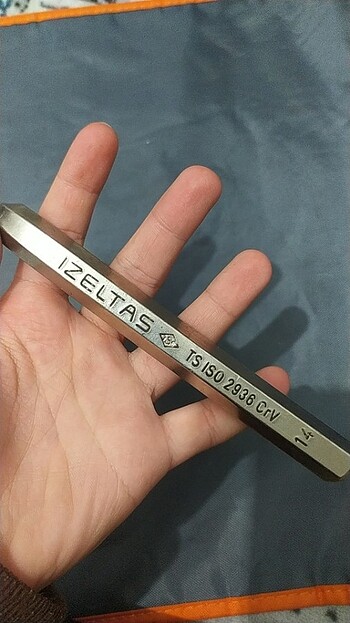 IZELTAS TS ISO 2936 CrV 14